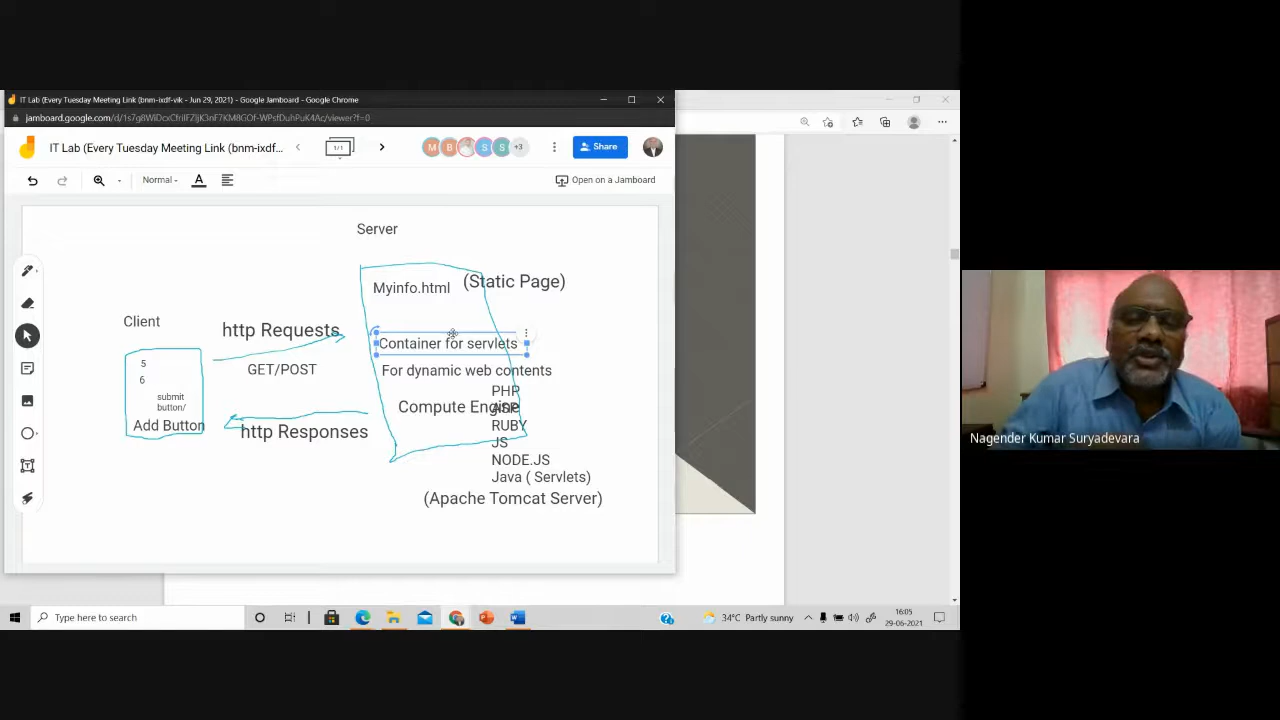 IT Lab (Every Tuesday Meeting Link (bnm-ixdf-vik - Jun 29, 2021) - Google Jamboard - Google Chrome
IT Lab (Every Tuesday Meeting Link (bnm-ixdf...
1/1
M B S S +3
Share
Normal
A
Open on a Jamboard
Server
Myinfo.html
(Static Page)
Client
http Requests
Container for servlets
5
6
GET/POST
For dynamic web contents
submit
button/
Add Button
http Responses
Compute Engine
PHP
ASP
RUBY
JS
NODE.JS
Java ( Servlets)
(Apache Tomcat Server)
Nagender Kumar Suryadevara
Type here to search
34°C Partly sunny
16:05
29-06-2021